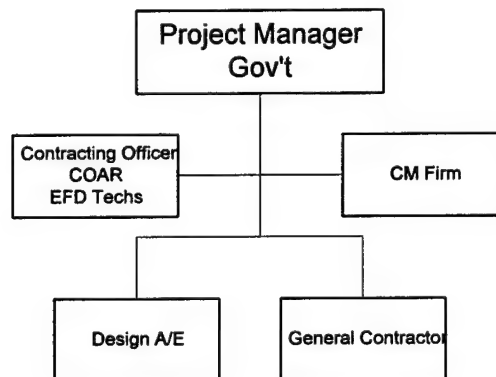 Project Manager
Gov't
Contracting Officer
COAR
EFD Techs
CM Firm
Design A/E
General Contractor